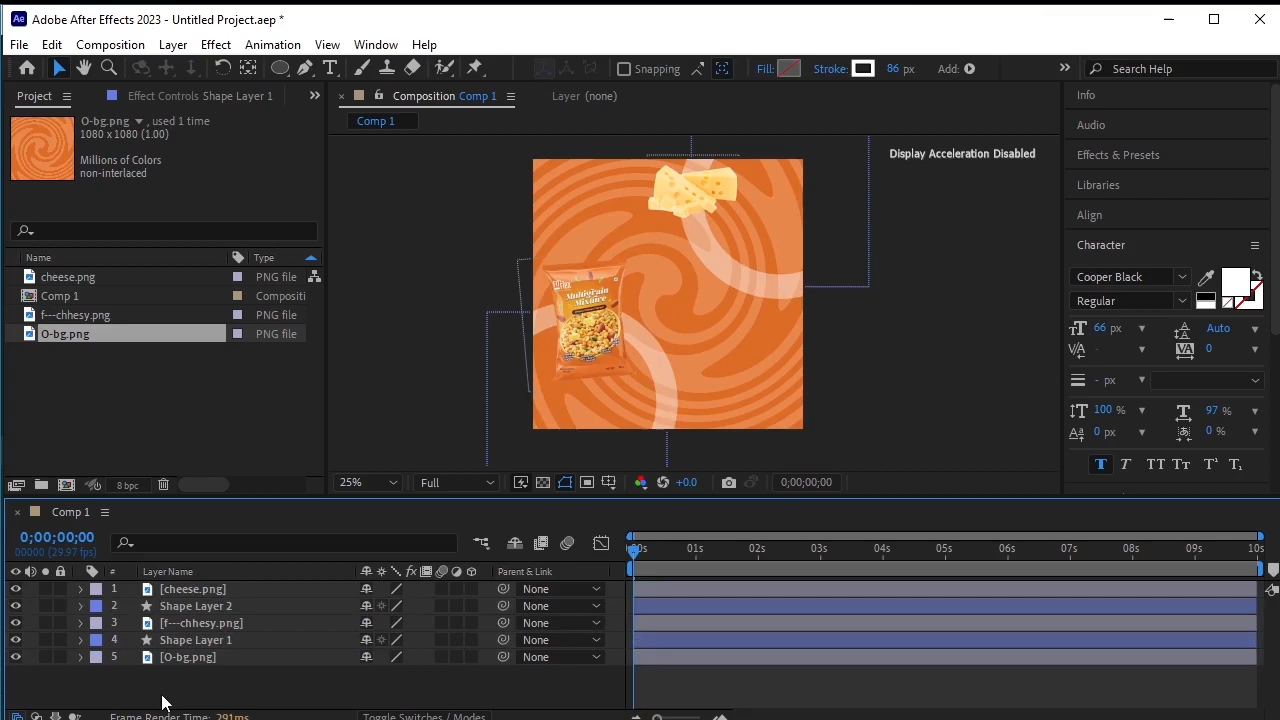 Ae Adobe After Effects 2023 - Untitled Project.aep *
File Edit Composition Layer Effect Animation View Window Help
Snapping Fill: Stroke: 86 px Add: Search Help
Project Effect Controls Shape Layer 1
O-bg.png , used 1 time
1080 x 1080 (1.00)
Millions of Colors
non-interlaced
Name Type
cheese.png PNG file
Comp 1 Compositi
f---chhesy.png PNG file
O-bg.png PNG file
8 bpc
Composition Comp 1 Layer (none)
Comp 1
Display Acceleration Disabled
Multigrain
Mixture
25% Full +0.0 0;00;00;00
Info
Audio
Effects & Presets
Libraries
Align
Character
Cooper Black
Regular
66 px Auto
- 0
- px
100 % 97 %
0 px 0 %
T T TT Tт T¹ T₁
Comp 1
0;00;00;00
00000 (29.97 fps)
:00s 01s 02s 03s 04s 05s 06s 07s 08s 09s 10s
# Layer Name Parent & Link
1 [cheese.png] None
2 Shape Layer 2 None
3 [f---chhesy.png] None
4 Shape Layer 1 None
5 [O-bg.png] None
Frame Render Time: 291ms Toggle Switches / Modes